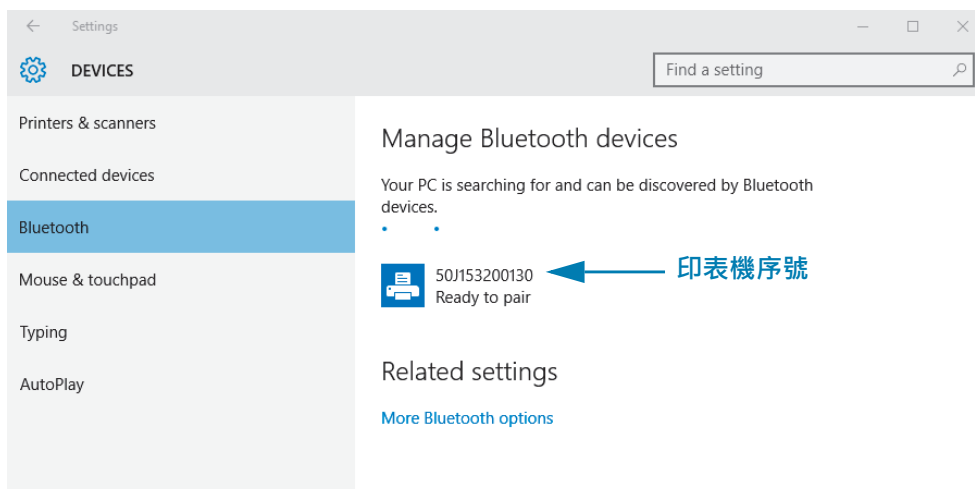 Settings
DEVICES
Find a setting
Printers & scanners
Connected devices
Bluetooth
Mouse & touchpad
Typing
AutoPlay
Manage Bluetooth devices
Your PC is searching for and can be discovered by Bluetooth
devices.
50J153200130
印表機序號
Ready to pair
Related settings
More Bluetooth options